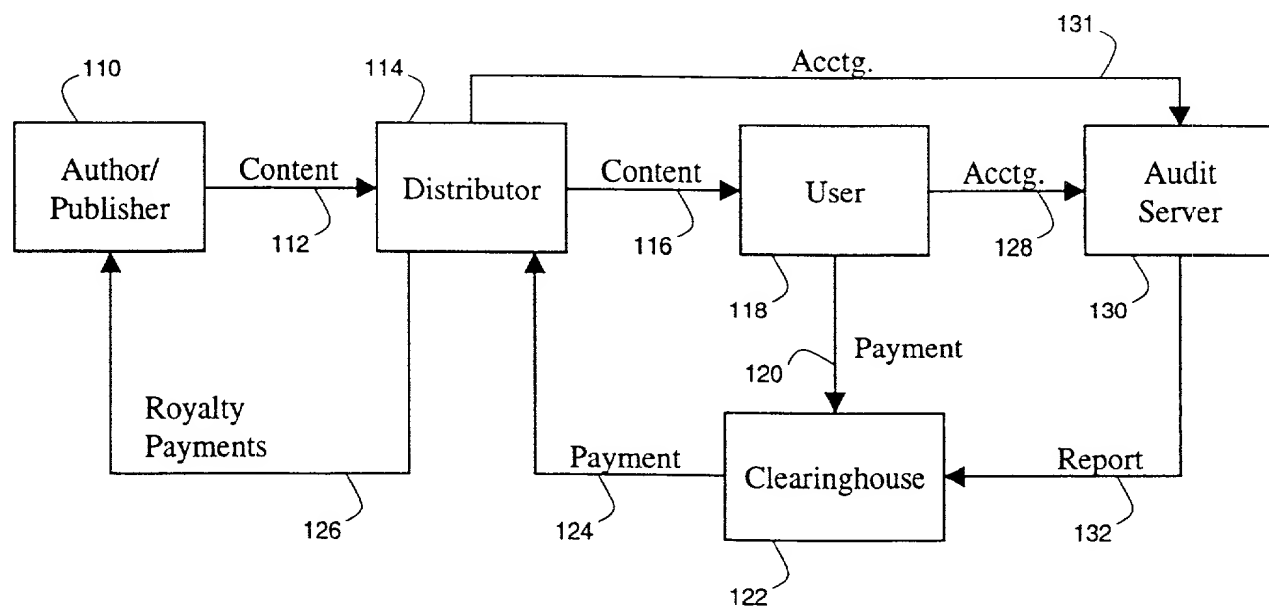 131
Acctg.
110
114
Author/
Publisher
Content
112
Distributor
Content
116
User
Acctg.
128
Audit
Server
118
130
120
Payment
Royalty
Payments
126
Payment
124
Clearinghouse
Report
132
122